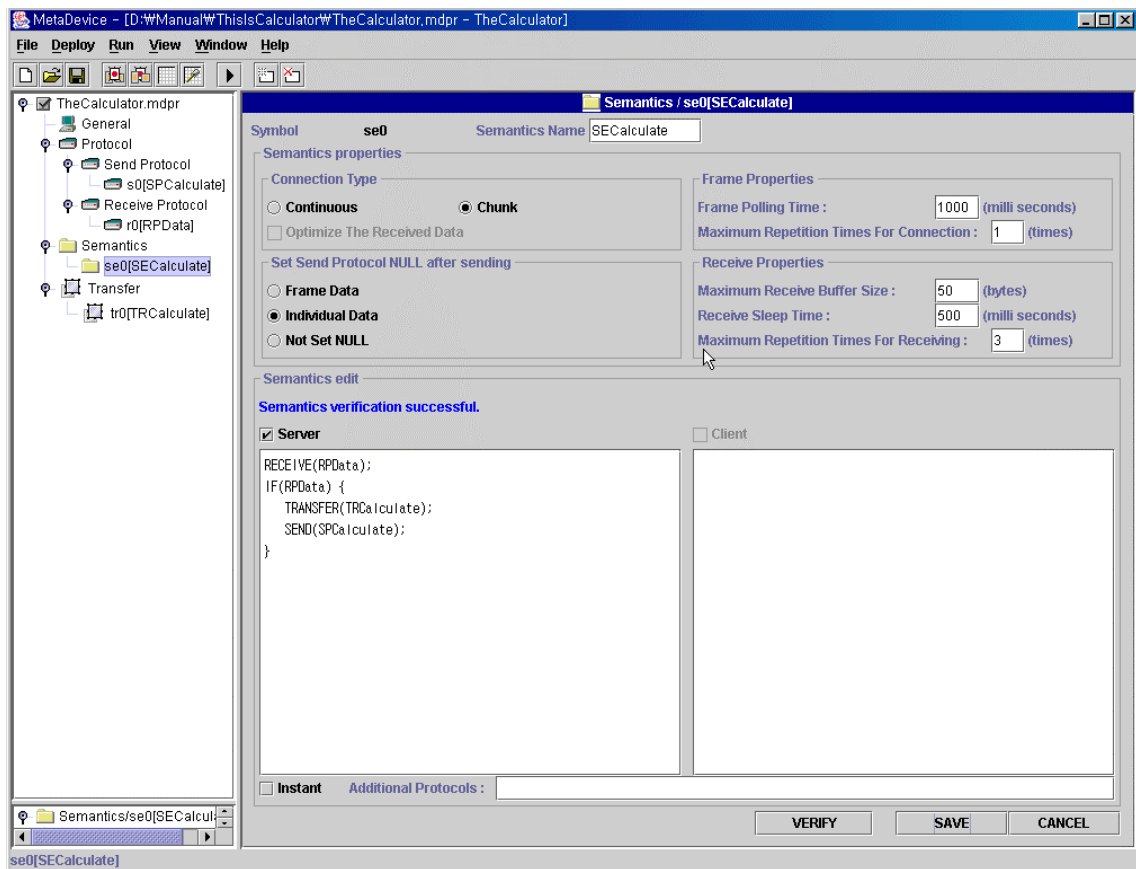 MetaDevice - [D:₩Manual₩ThisIsCalculator₩TheCalculator,mdpr - TheCalculator]
File Deploy Run View Window Help
TheCalculator.mdpr
General
Protocol
Send Protocol
s0[SPCalculate]
Receive Protocol
r0[RPData]
Semantics
se0[SECalculate]
Transfer
tr0[TRCalculate]
Semantics/se0[SECalcul
se0[SECalculate]
Semantics / se0[SECalculate]
Symbol se0 Semantics Name SECalculate
Semantics properties
Connection Type
Continuous Chunk
Optimize The Received Data
Set Send Protocol NULL after sending
Frame Data
Individual Data
Not Set NULL
Frame Properties
Frame Polling Time : 1000 (milli seconds)
Maximum Repetition Times For Connection : 1 (times)
Receive Properties
Maximum Receive Buffer Size : 50 (bytes)
Receive Sleep Time : 500 (milli seconds)
Maximum Repetition Times For Receiving : 3 (times)
Semantics edit
Semantics verification successful.
Server Client
RECEIVE(RPData);
IF(RPData) {
TRANSFER(TRCalculate);
SEND(SPCalculate);
}
Instant Additional Protocols :
VERIFY SAVE CANCEL